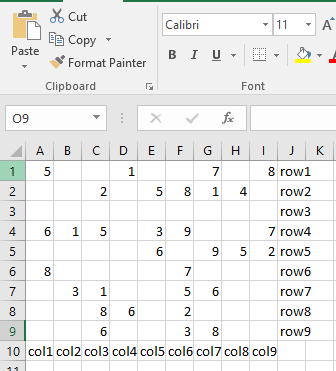 Cut
Calibri 11 A
Copy
Paste
Format Painter
B I U A
Clipboard
Font
O9
A B C D E F G H I J K
1 5 1 7 8 row1
2 2 5 8 1 4 row2
3 row3
4 6 1 5 3 9 7 row4
5 6 9 5 2 row5
6 8 7 row6
7 3 1 5 6 row7
8 8 6 2 row8
9 6 3 8 row9
10 col1 col2 col3 col4 col5 col6 col7 col8 col9
11